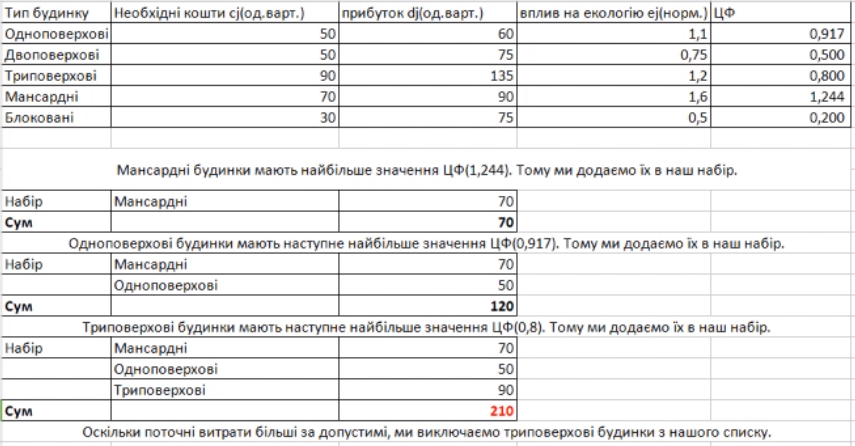 Тип будинку Необхідні кошти cj(од.варт.) прибуток dj(од.варт.) вплив на екологію ej(норм.) ЦФ
Одноповерхові 50 60 1,1 0,917
Двоповерхові 50 75 0,75 0,500
Триповерхові 90 135 1,2 0,800
Мансардні 70 90 1,6 1,244
Блоковані 30 75 0,5 0,200
Мансардні будинки мають найбільше значення ЦФ(1,244). Тому ми додаємо їх в наш набір.
Набір Мансардні 70
Сум 70
Одноповерхові будинки мають наступне найбільше значення ЦФ(0,917). Тому ми додаємо їх в наш набір.
Набір Мансардні 70
Одноповерхові 50
Сум 120
Триповерхові будинки мають наступне найбільше значення ЦФ(0,8). Тому ми додаємо їх в наш набір.
Набір Мансардні 70
Одноповерхові 50
Триповерхові 90
Сум 210
Оскільки поточні витрати більші за допустимі, ми виключаємо триповерхові будинки з нашого списку.